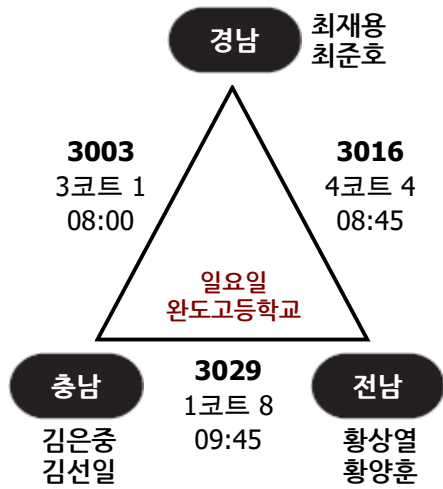 경남
최재용
최준호
3003
3코트 1
08:00
3016
4코트 4
08:45
일요일
완도고등학교
충남
김은중
김선일
3029
1코트 8
09:45
전남
황상열
황양훈